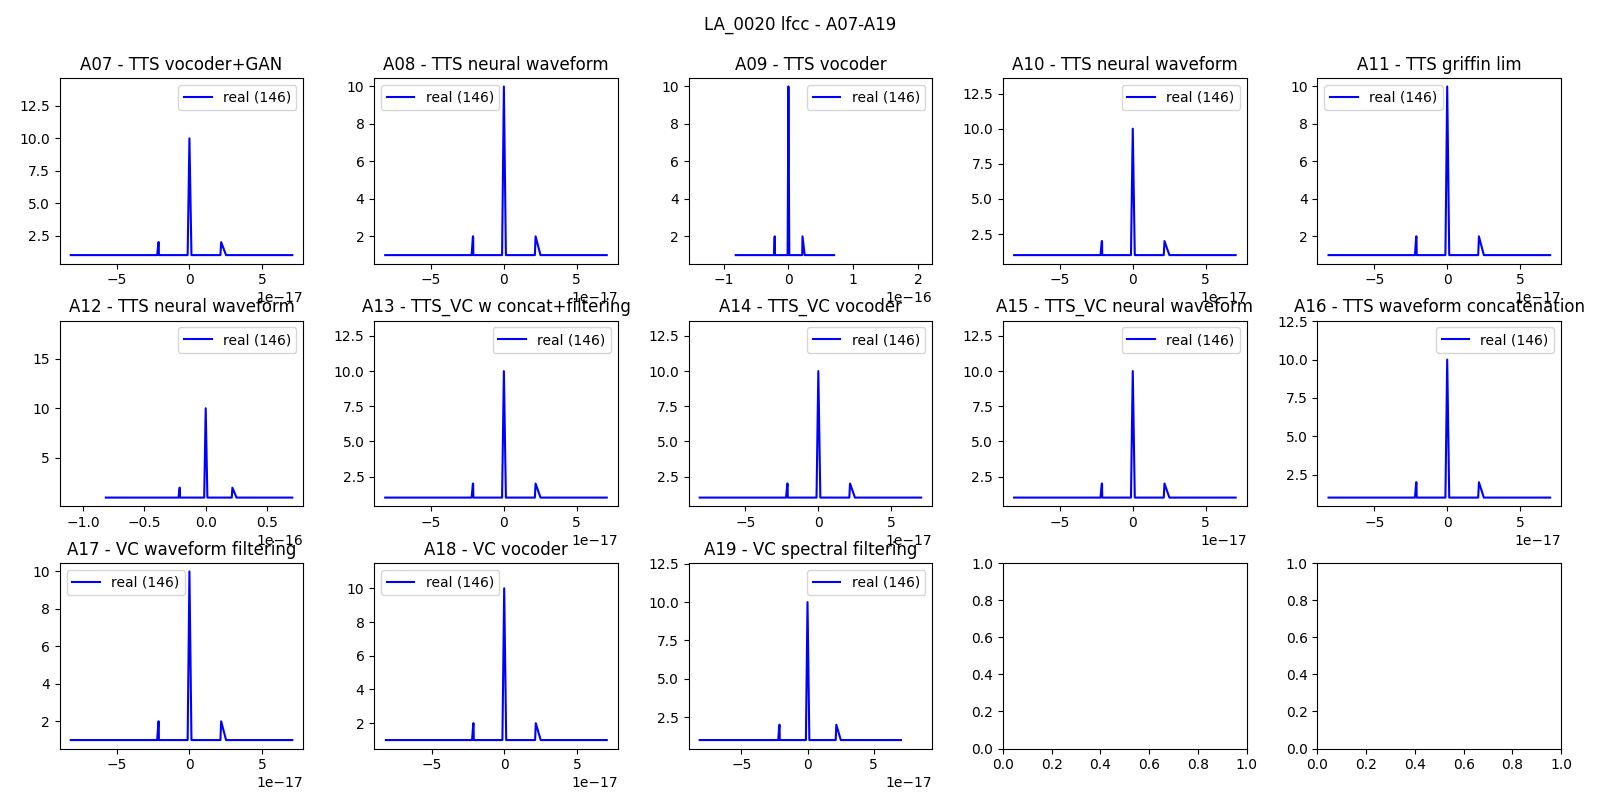 LA_0020 lfcc - A07-A19
A07 - TTS vocoder+GAN
real (146)
12.5
10.0
7.5
5.0
2.5
−5 0 5
1e−17
A08 - TTS neural waveform
real (146)
10
8
6
4
2
−5 0 5
1e−17
A09 - TTS vocoder
real (146)
10
8
6
4
2
−1 0 1 2
1e−16
A10 - TTS neural waveform
real (146)
12.5
10.0
7.5
5.0
2.5
−5 0 5
1e−17
A11 - TTS griffin lim
real (146)
10
8
6
4
2
−5 0 5
1e−17
A12 - TTS neural waveform
real (146)
15
10
5
−1.0 −0.5 0.0 0.5
1e−16
A13 - TTS_VC w concat+filtering
real (146)
12.5
10.0
7.5
5.0
2.5
−5 0 5
1e−17
A14 - TTS_VC vocoder
real (146)
12.5
10.0
7.5
5.0
2.5
−5 0 5
1e−17
A15 - TTS_VC neural waveform
real (146)
12.5
10.0
7.5
5.0
2.5
−5 0 5
1e−17
A16 - TTS waveform concatenation
real (146)
12.5
10.0
7.5
5.0
2.5
−5 0 5
1e−17
A17 - VC waveform filtering
real (146)
10
8
6
4
2
−5 0 5
1e−17
A18 - VC vocoder
real (146)
10
8
6
4
2
−5 0 5
1e−17
A19 - VC spectral filtering
real (146)
12.5
10.0
7.5
5.0
2.5
−5 0 5
1e−17
1.0
0.8
0.6
0.4
0.2
0.0
0.0 0.2 0.4 0.6 0.8 1.0
1.0
0.8
0.6
0.4
0.2
0.0
0.0 0.2 0.4 0.6 0.8 1.0